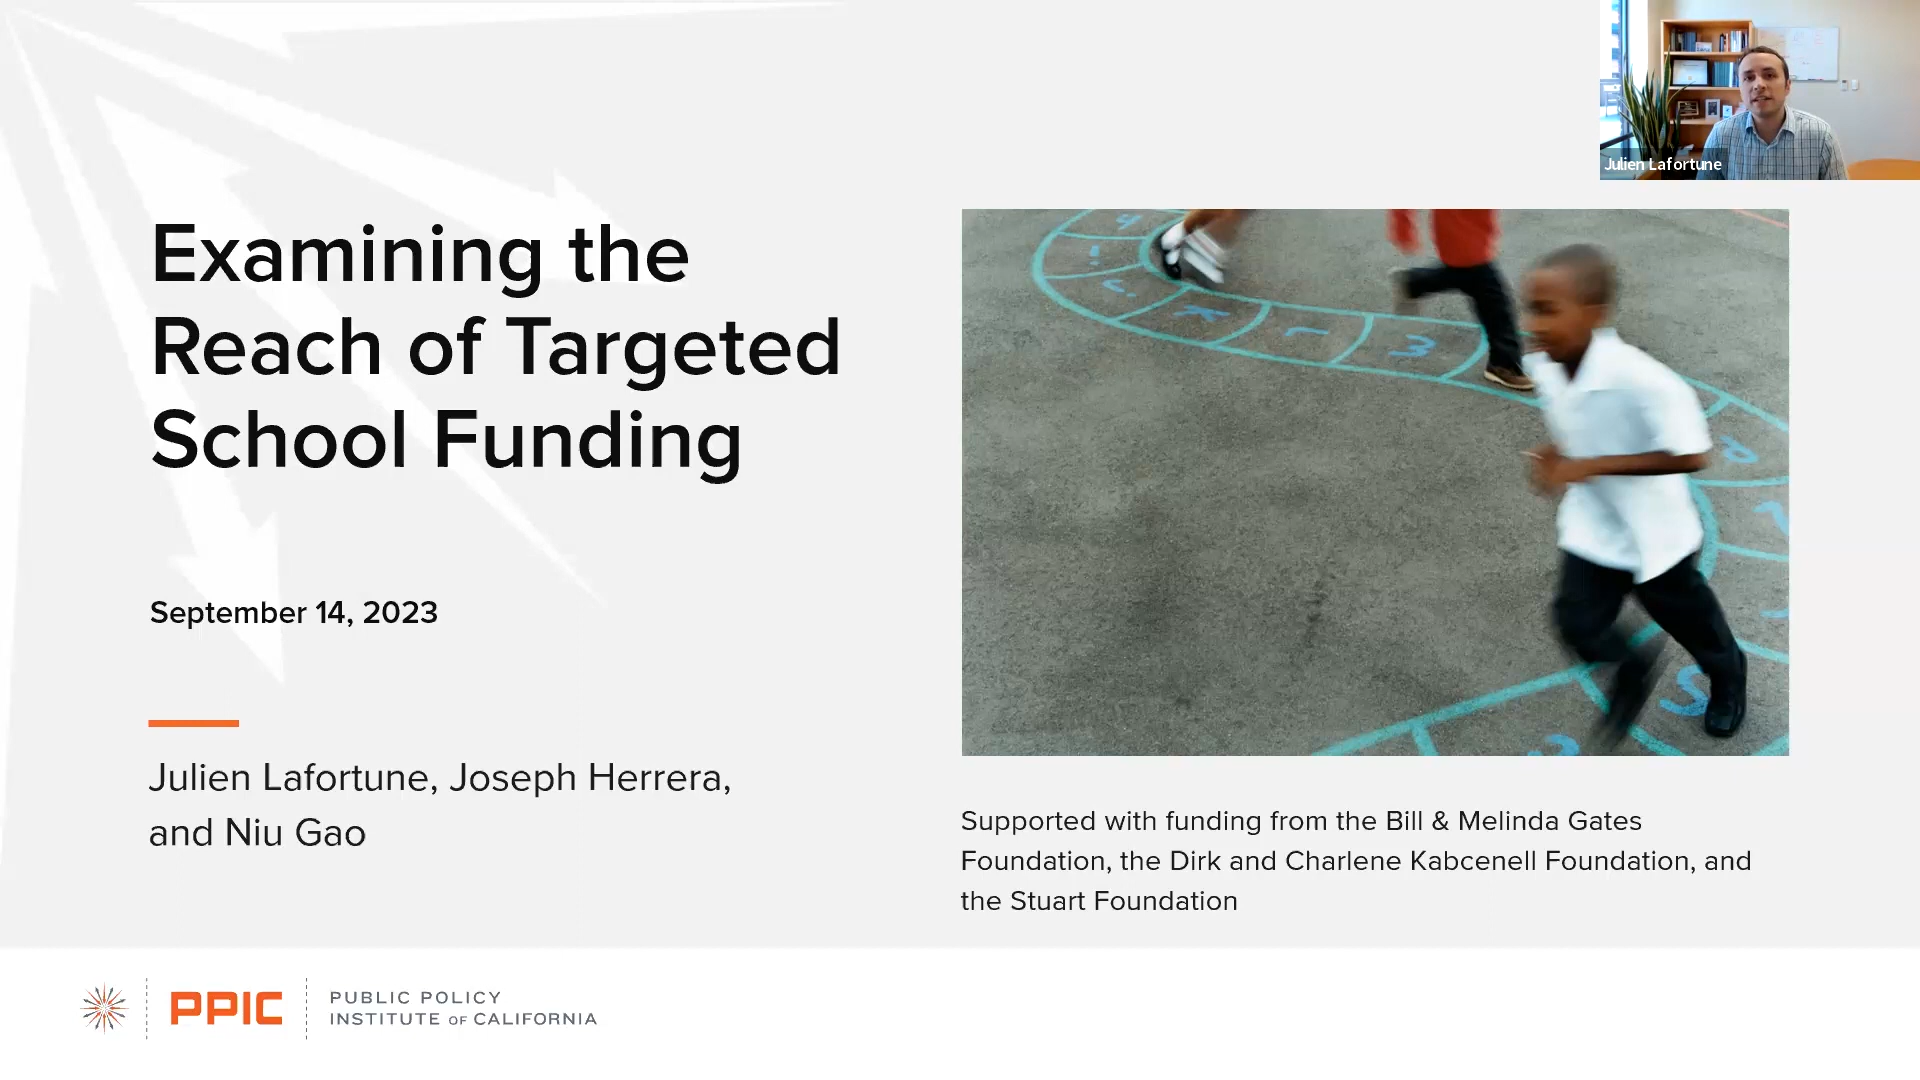 Julien Lafortune
Examining the
Reach of Targeted
School Funding
September 14, 2023
Julien Lafortune, Joseph Herrera,
and Niu Gao
Supported with funding from the Bill & Melinda Gates
Foundation, the Dirk and Charlene Kabcenell Foundation, and
the Stuart Foundation
PPIC
PUBLIC POLICY
INSTITUTE OF CALIFORNIA